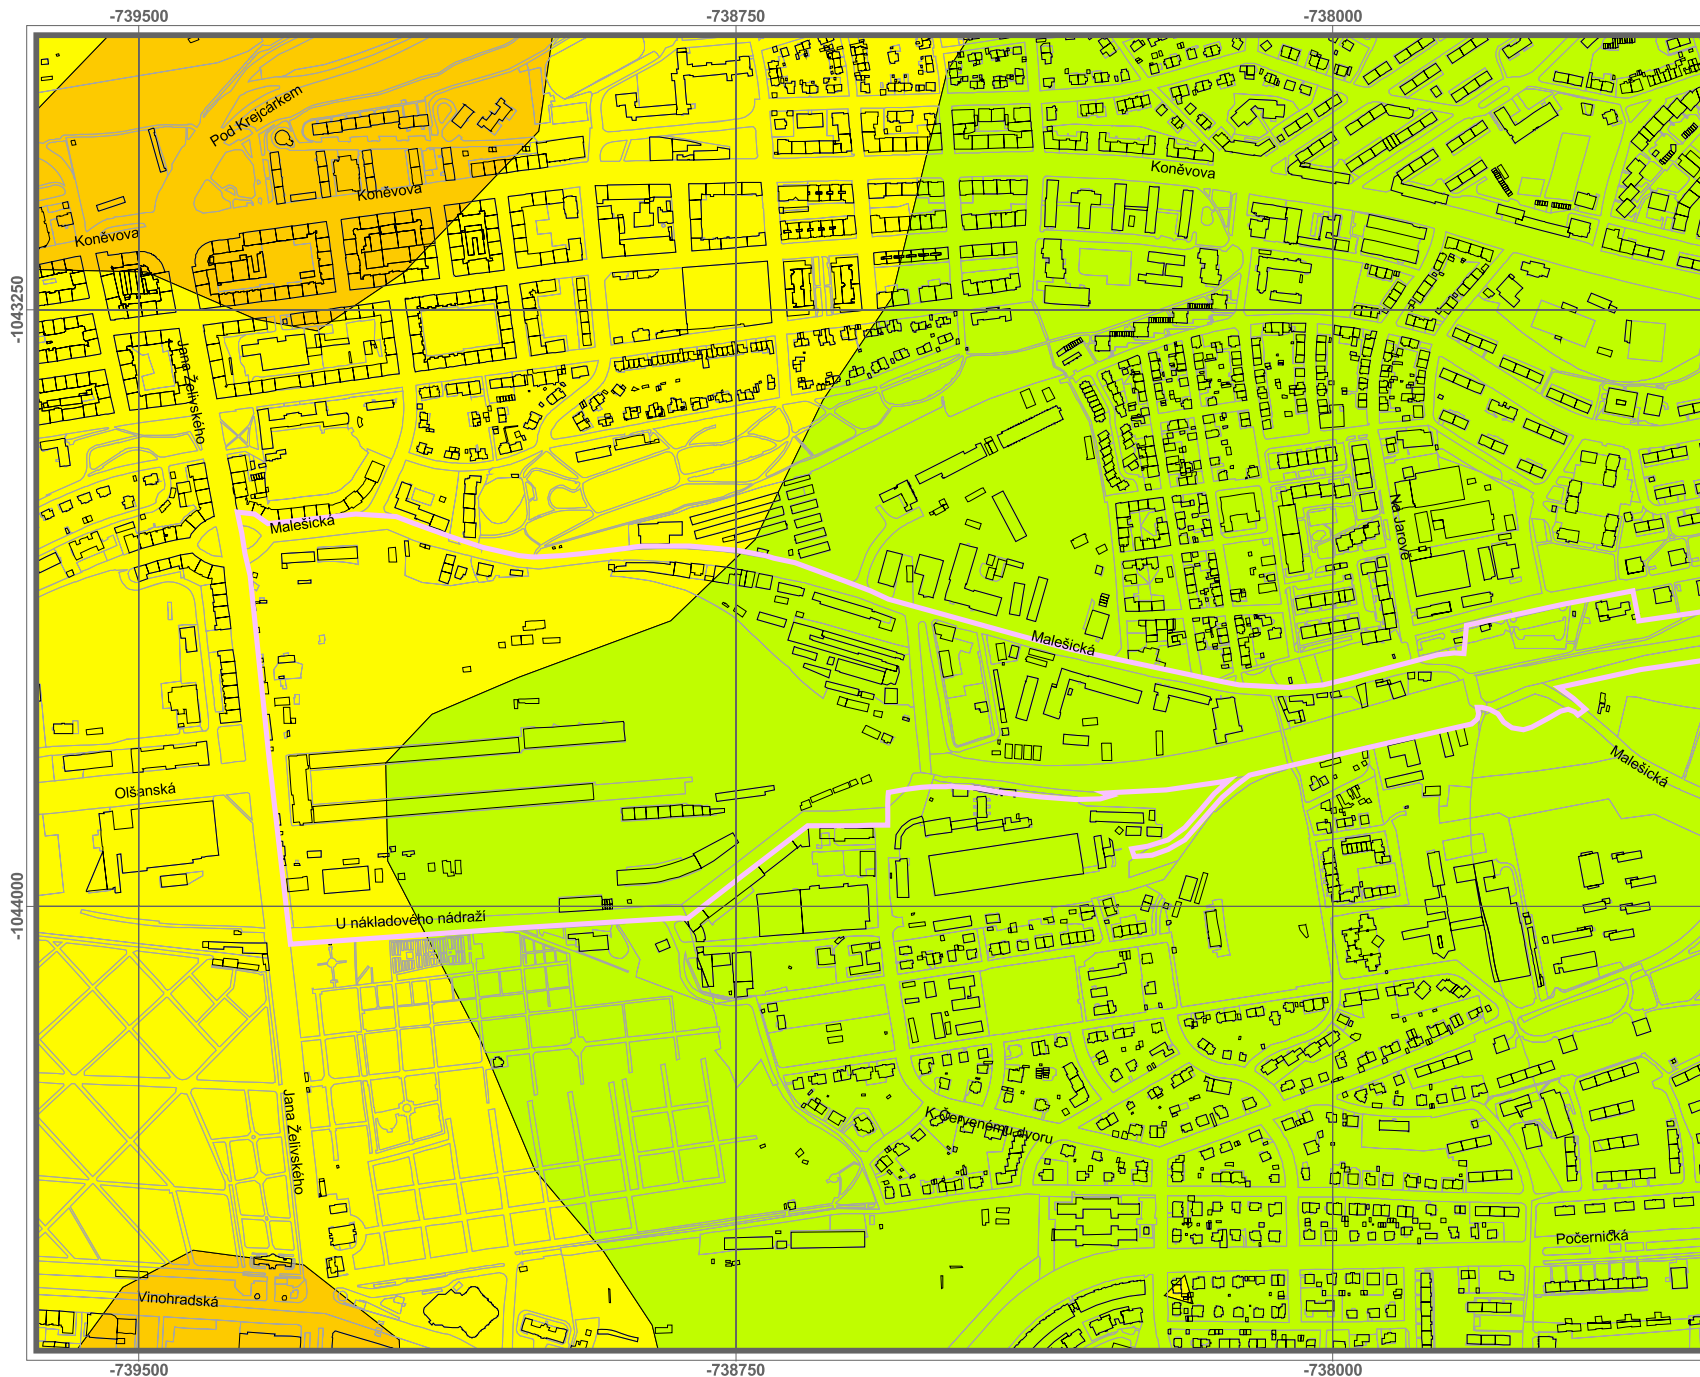 -739500
-738750
-738000
Pod Krejcárkem
Koněvova
Koněvova
Koněvova
-1043250
Jana Želivského
Malešická
Na Jarově
Malešická
Malešická
Olšanská
-1044000
U nákladového nádraží
Jana Želivského
K Červenému dvoru
Počernická
Vinohradská
-739500
-738750
-738000